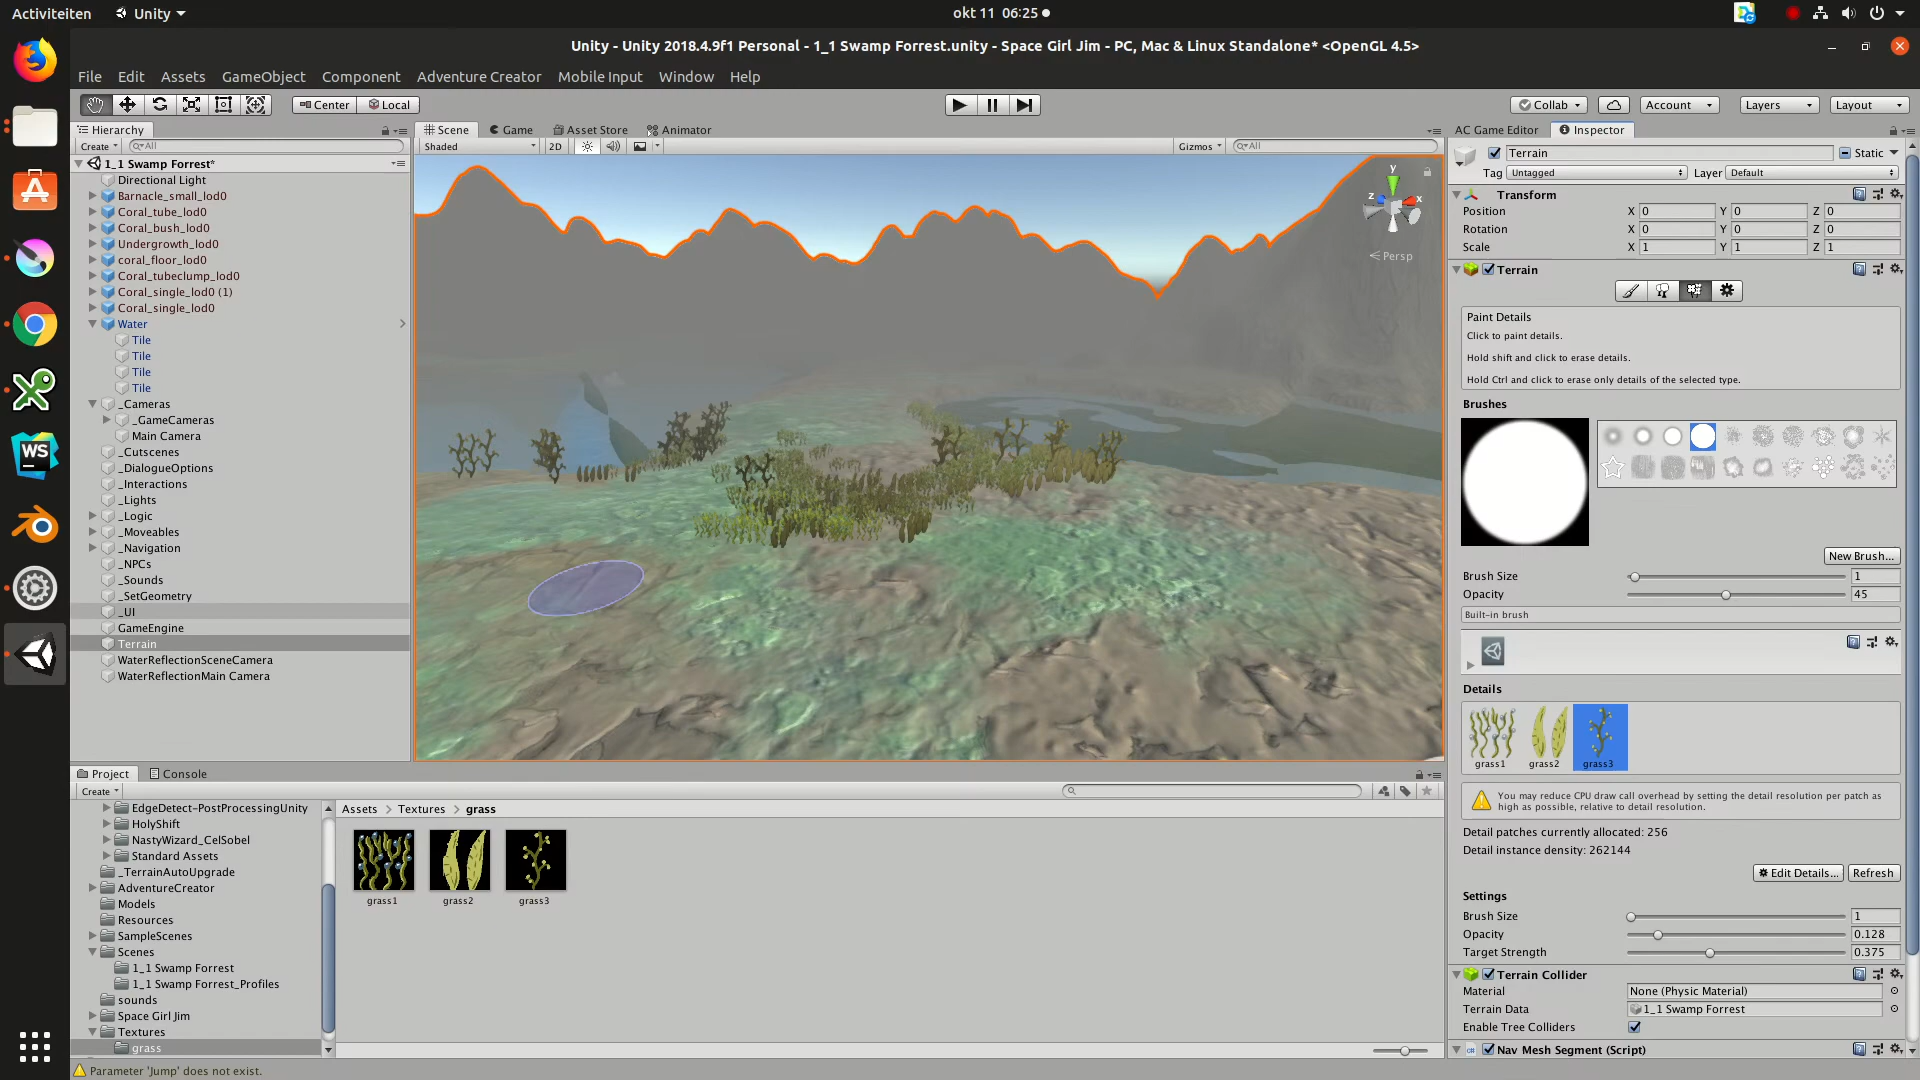 Activiteiten
Unity
okt 11 06:25
Unity - Unity 2018.4.9f1 Personal - 1_1 Swamp Forrest.unity - Space Girl Jim - PC, Mac & Linux Standalone* <OpenGL 4.5>
File Edit Assets GameObject Component Adventure Creator Mobile Input Window Help
Center Local
Collab Account Layers Layout
Hierarchy
Create All
1_1 Swamp Forrest*
Directional Light
Barnacle_small_lod0
Coral_tube_lod0
Coral_bush_lod0
Undergrowth_lod0
coral_floor_lod0
Coral_tubeclump_lod0
Coral_single_lod0 (1)
Coral_single_lod0
Water
Tile
Tile
Tile
Tile
_Cameras
_GameCameras
Main Camera
_Cutscenes
_DialogueOptions
_Interactions
_Lights
_Logic
_Moveables
_Navigation
_NPCs
_Sounds
_SetGeometry
_UI
GameEngine
Terrain
WaterReflectionSceneCamera
WaterReflectionMain Camera
Scene Game Asset Store Animator
Shaded 2D Gizmos All
y
z x
Persp
AC Game Editor Inspector
Terrain Static
Tag Untagged Layer Default
Transform
Position X 0 Y 0 Z 0
Rotation X 0 Y 0 Z 0
Scale X 1 Y 1 Z 1
Terrain
Paint Details
Click to paint details.
Hold shift and click to erase details.
Hold Ctrl and click to erase only details of the selected type.
Brushes
New Brush...
Brush Size 1
Opacity 45
Built-in brush
Details
grass1 grass2 grass3
You may reduce CPU draw call overhead by setting the detail resolution per patch as
high as possible, relative to detail resolution.
Detail patches currently allocated: 256
Detail instance density: 262144
Edit Details... Refresh
Settings
Brush Size 1
Opacity 0.128
Target Strength 0.375
Terrain Collider
Material None (Physic Material)
Terrain Data 1_1 Swamp Forrest
Enable Tree Colliders
Nav Mesh Segment (Script)
Project Console
Create
EdgeDetect-PostProcessingUnity
HolyShift
NastyWizard_CelSobel
Standard Assets
_TerrainAutoUpgrade
AdventureCreator
Models
Resources
SampleScenes
Scenes
1_1 Swamp Forrest
1_1 Swamp Forrest_Profiles
sounds
Space Girl Jim
Textures
grass
Assets > Textures > grass
grass1 grass2 grass3
Parameter 'Jump' does not exist.
WS